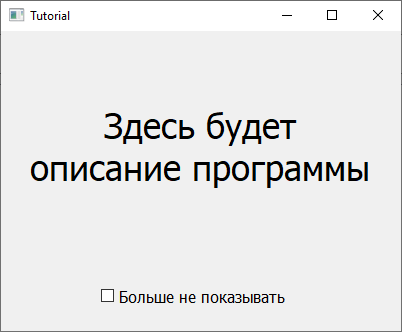 Tutorial
Здесь будет
описание программы
Больше не показывать